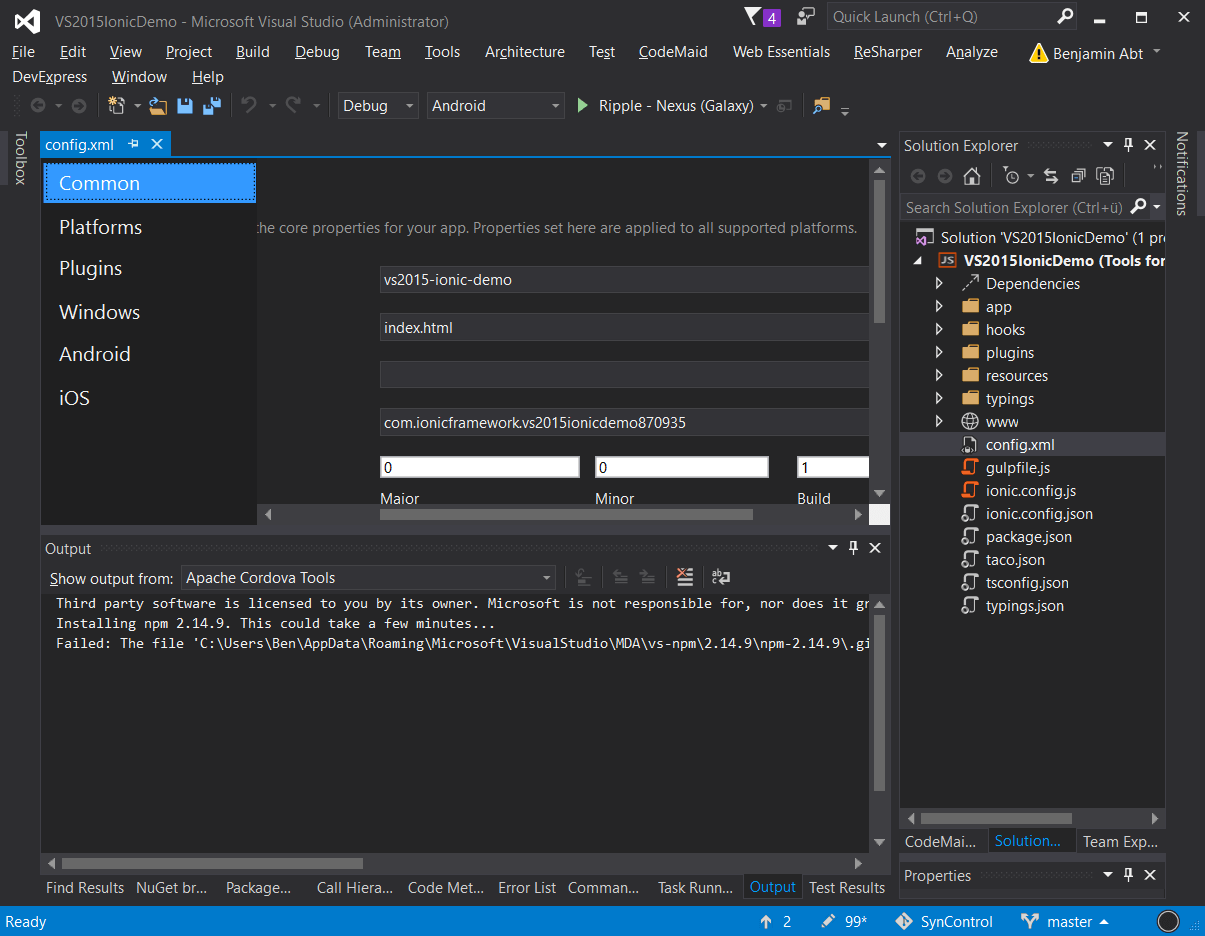 VS2015IonicDemo - Microsoft Visual Studio (Administrator)
4
Quick Launch (Ctrl+Q)
File Edit View Project Build Debug Team Tools Architecture Test CodeMaid Web Essentials ReSharper Analyze Benjamin Abt
DevExpress Window Help
Debug Android Ripple - Nexus (Galaxy)
Toolbox
config.xml
Common
Platforms
Plugins
Windows
Android
iOS
the core properties for your app. Properties set here are applied to all supported platforms.
vs2015-ionic-demo
index.html
com.ionicframework.vs2015ionicdemo870935
0 0 1
Major Minor Build
Output
Show output from: Apache Cordova Tools
Third party software is licensed to you by its owner. Microsoft is not responsible for, nor does it gr
Installing npm 2.14.9. This could take a few minutes...
Failed: The file 'C:\Users\Ben\AppData\Roaming\Microsoft\VisualStudio\MDA\vs-npm\2.14.9\npm-2.14.9\.gi
Find Results NuGet br... Package... Call Hiera... Code Met... Error List Comman... Task Runn... Output Test Results
Solution Explorer
Search Solution Explorer (Ctrl+ü)
Solution 'VS2015IonicDemo' (1 pr
JS VS2015IonicDemo (Tools for
Dependencies
app
hooks
plugins
resources
typings
www
config.xml
gulpfile.js
ionic.config.js
ionic.config.json
package.json
taco.json
tsconfig.json
typings.json
CodeMai... Solution... Team Exp...
Properties
Notifications
Ready 2 99* SynControl master